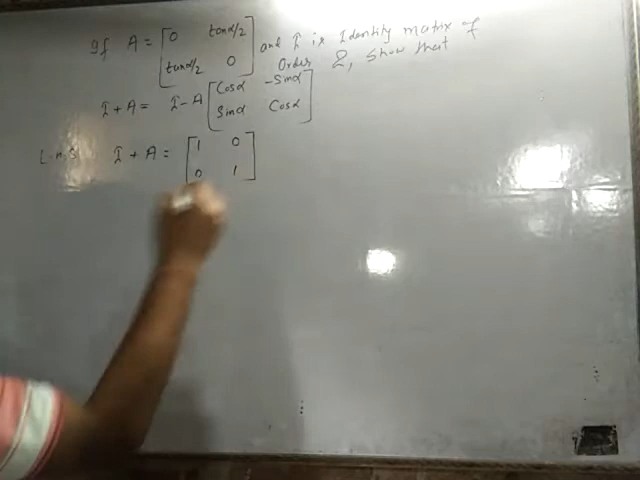 If A = [0 tanα/2] and I is Identity matrix of
[tanα/2 0] Order 2, show that
I + A = I - A [Cosα -Sinα]
[Sinα Cosα]
L.H.S I + A = [1 0]
[0 1]